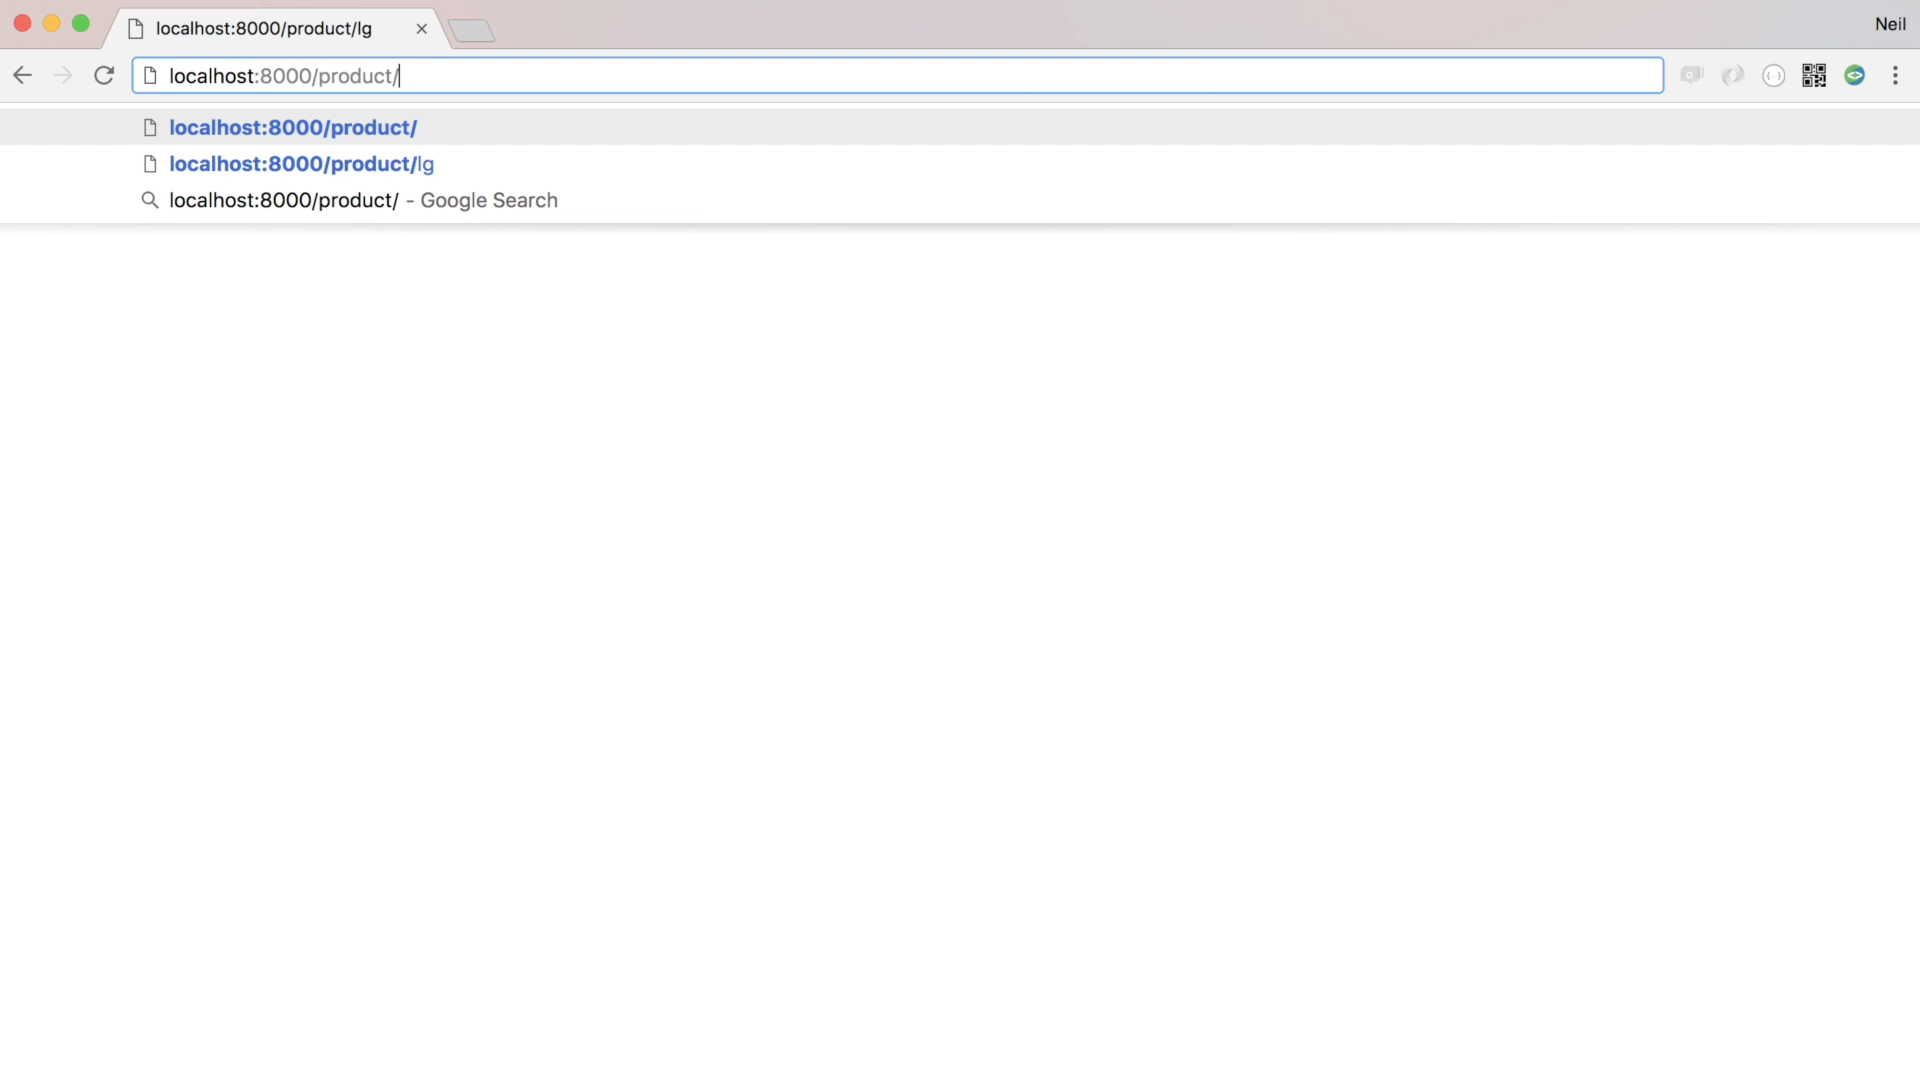 localhost:8000/product/lg
Neil
localhost:8000/product/
localhost:8000/product/
localhost:8000/product/lg
localhost:8000/product/ - Google Search